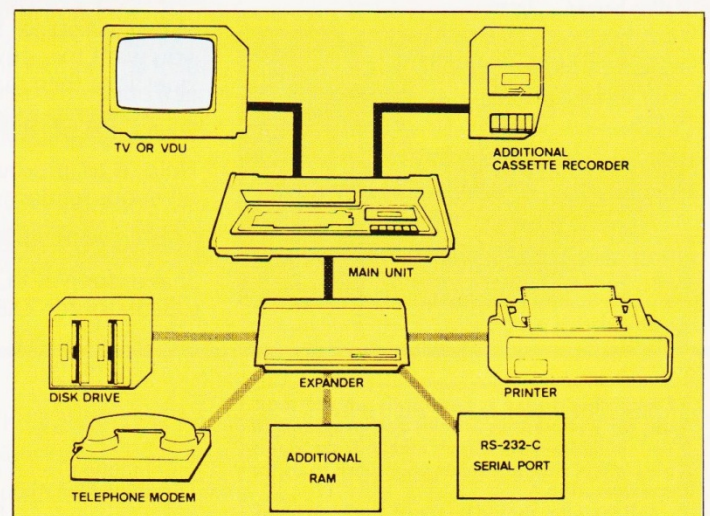 TV OR VDU
ADDITIONAL
CASSETTE RECORDER
MAIN UNIT
DISK DRIVE
EXPANDER
PRINTER
TELEPHONE MODEM
ADDITIONAL
RAM
RS-232-C
SERIAL PORT